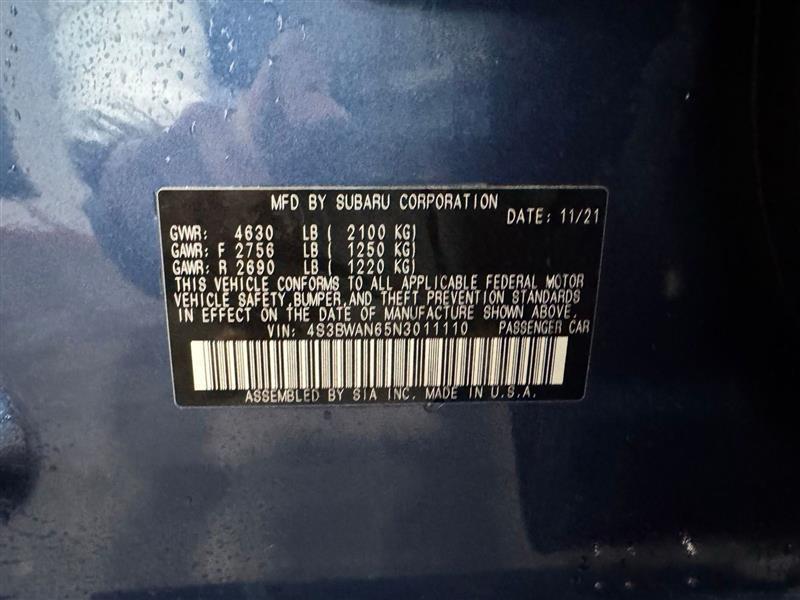 MFD BY SUBARU CORPORATION
DATE: 11/21
GVWR: 4630 LB ( 2100 KG)
GAWR: F 2756 LB ( 1250 KG)
GAWR: R 2690 LB ( 1220 KG)
THIS VEHICLE CONFORMS TO ALL APPLICABLE FEDERAL MOTOR
VEHICLE SAFETY,BUMPER,AND THEFT PREVENTION STANDARDS
IN EFFECT ON THE DATE OF MANUFACTURE SHOWN ABOVE.
VIN: 4S3BWAN65N3011110 PASSENGER CAR
ASSEMBLED BY SIA INC. MADE IN U.S.A.